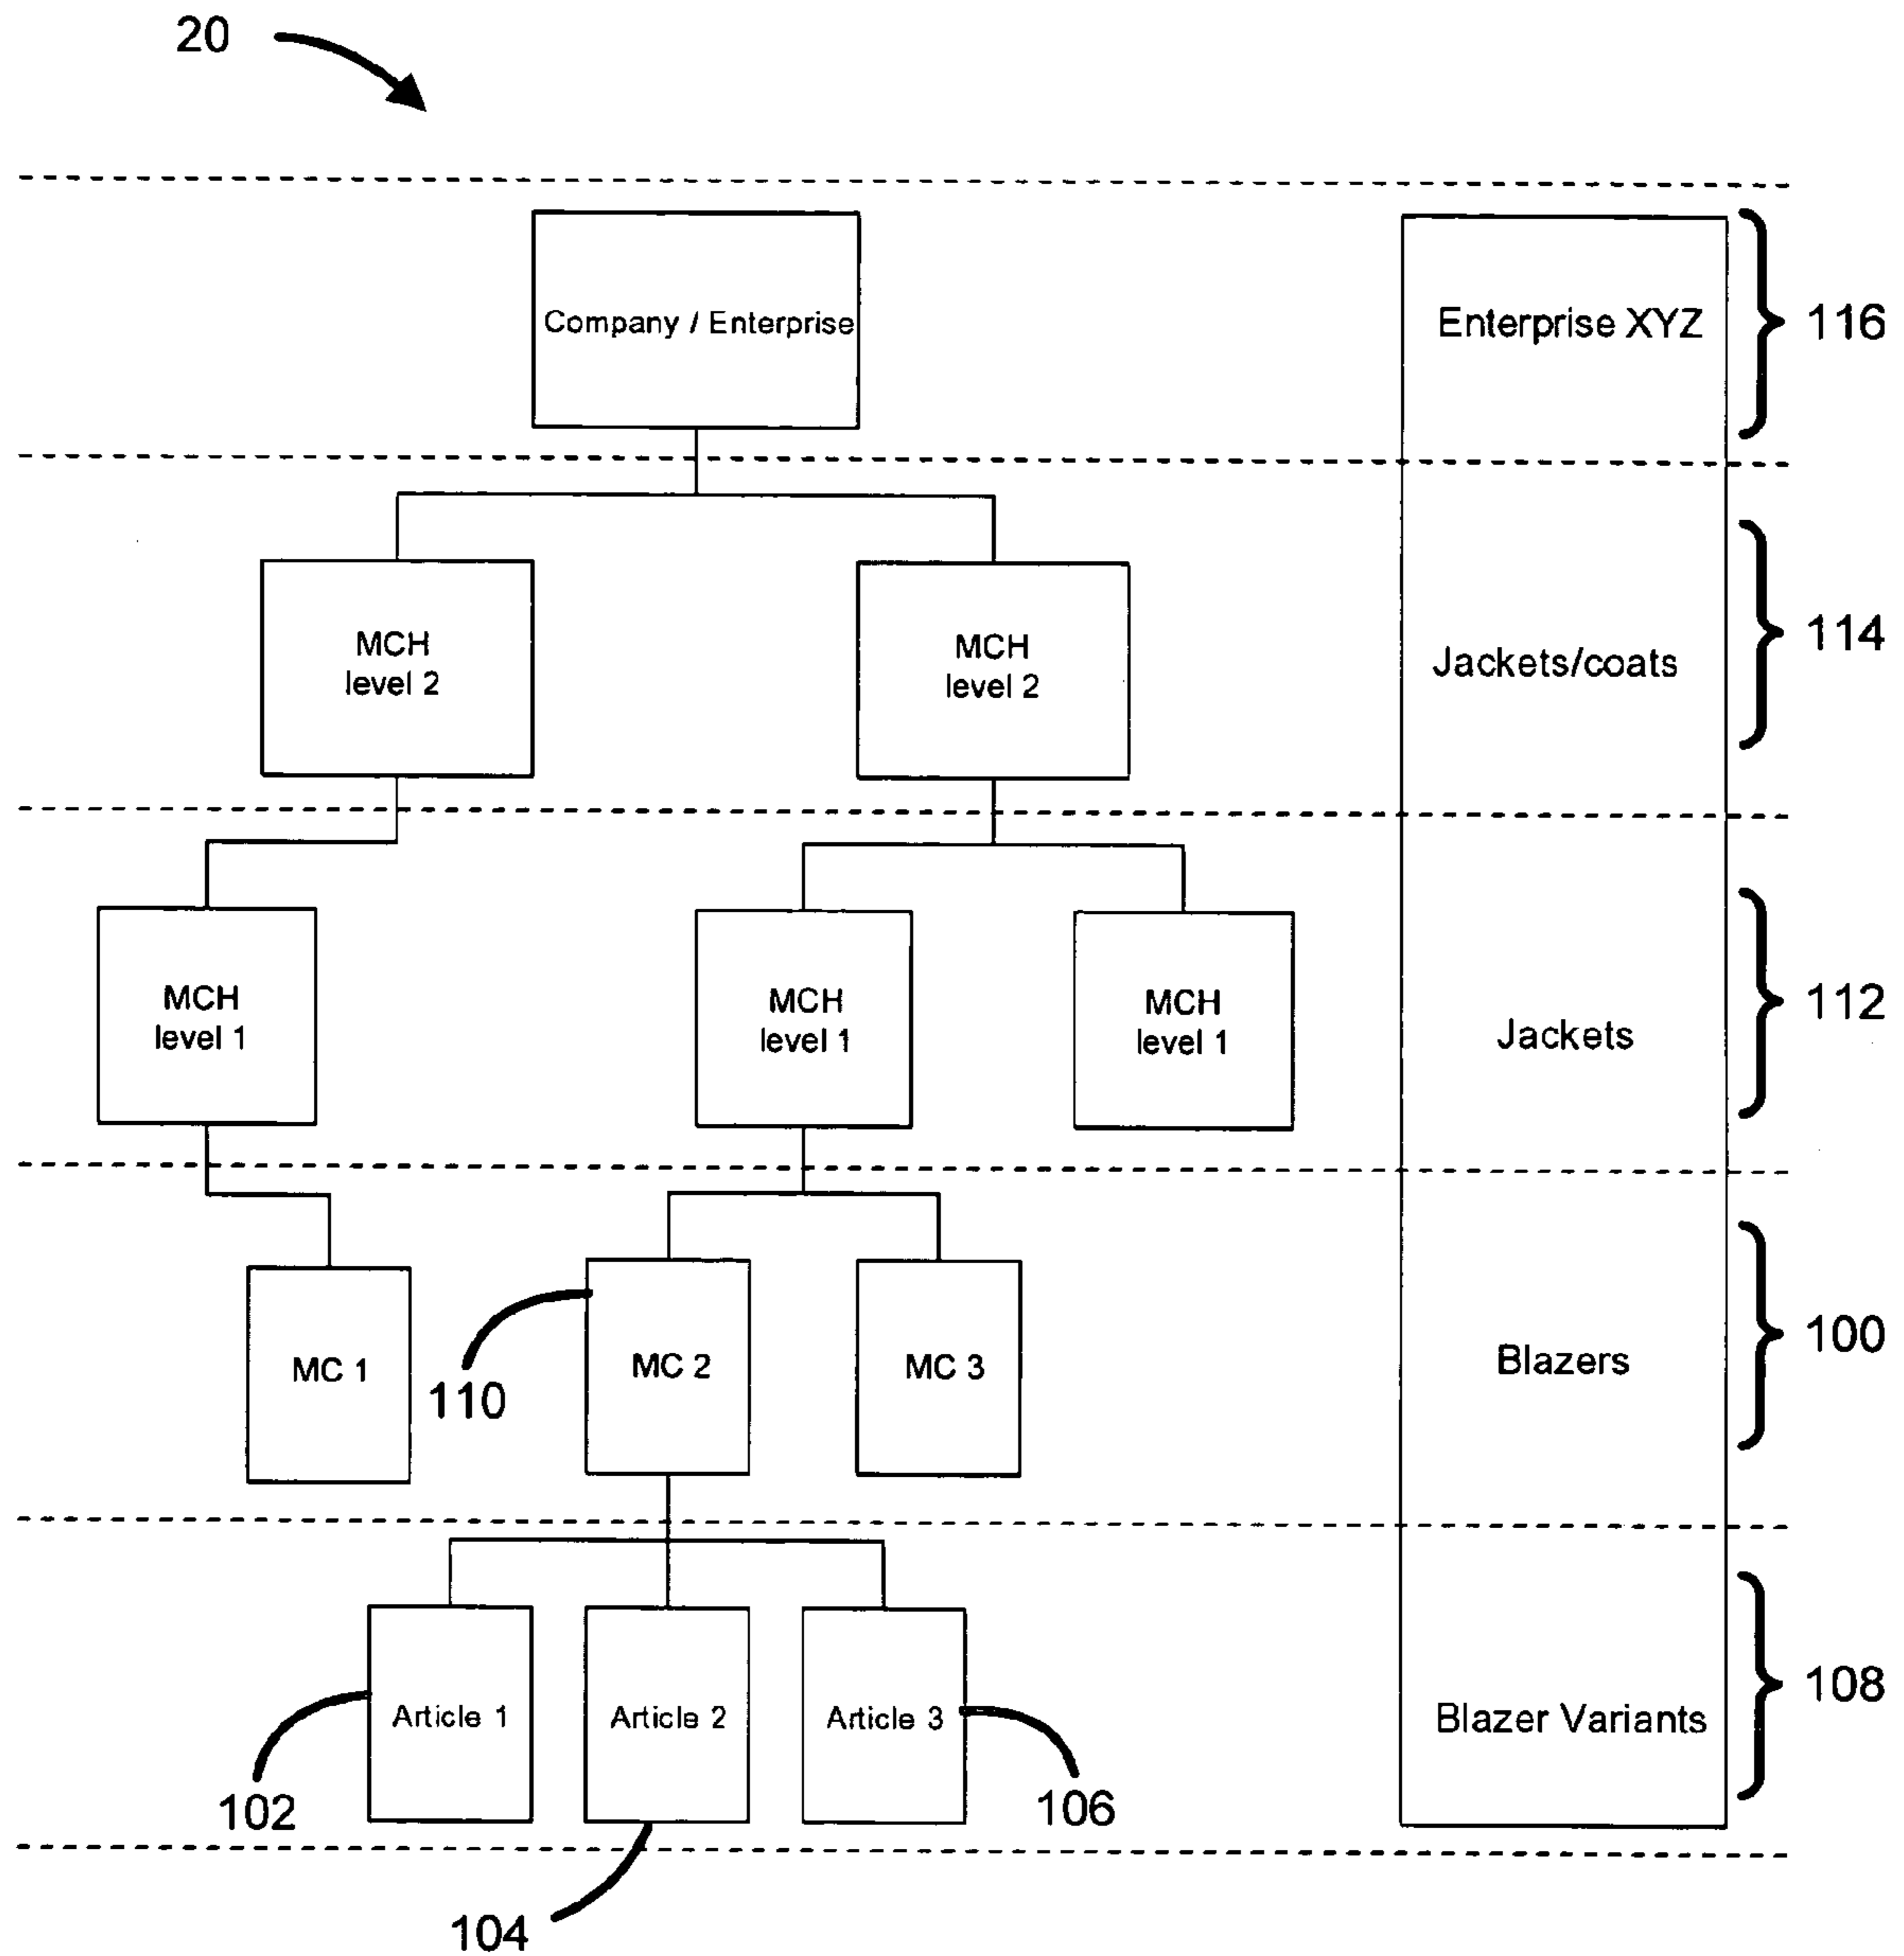 20
Company / Enterprise
Enterprise XYZ
116
MCH
level 2
MCH
level 2
Jackets/coats
114
MCH
level 1
MCH
level 1
MCH
level 1
Jackets
112
MC 1
110
MC 2
MC 3
Blazers
100
Article 1
Article 2
Article 3
Blazer Variants
108
102
104
106